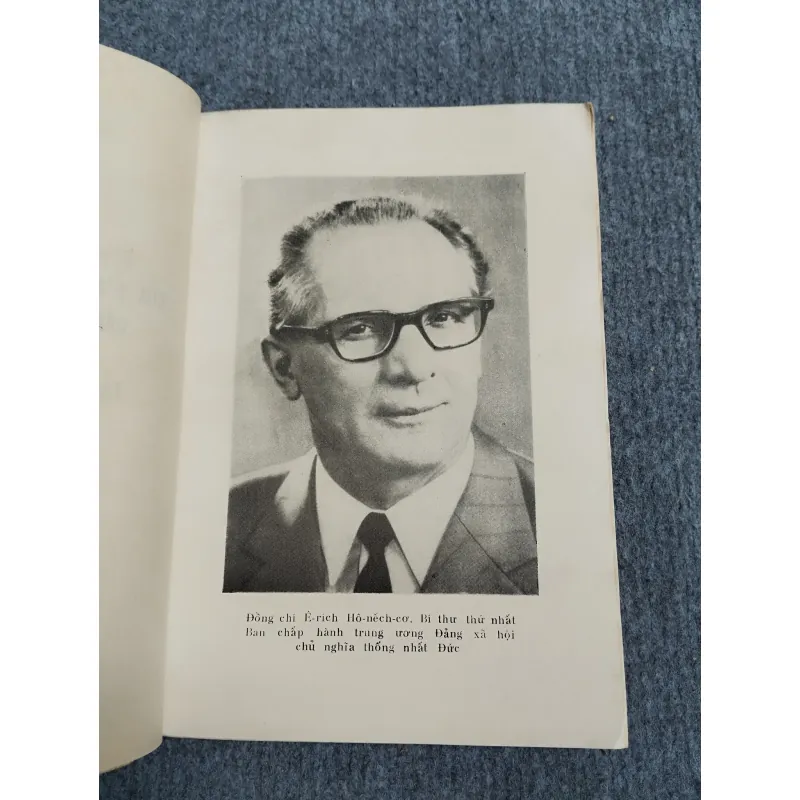 Đồng chí Ê-rich Hô-nếch-cơ, Bí thư thứ nhất
Ban chấp hành trung ương Đảng xã hội
chủ nghĩa thống nhất Đức